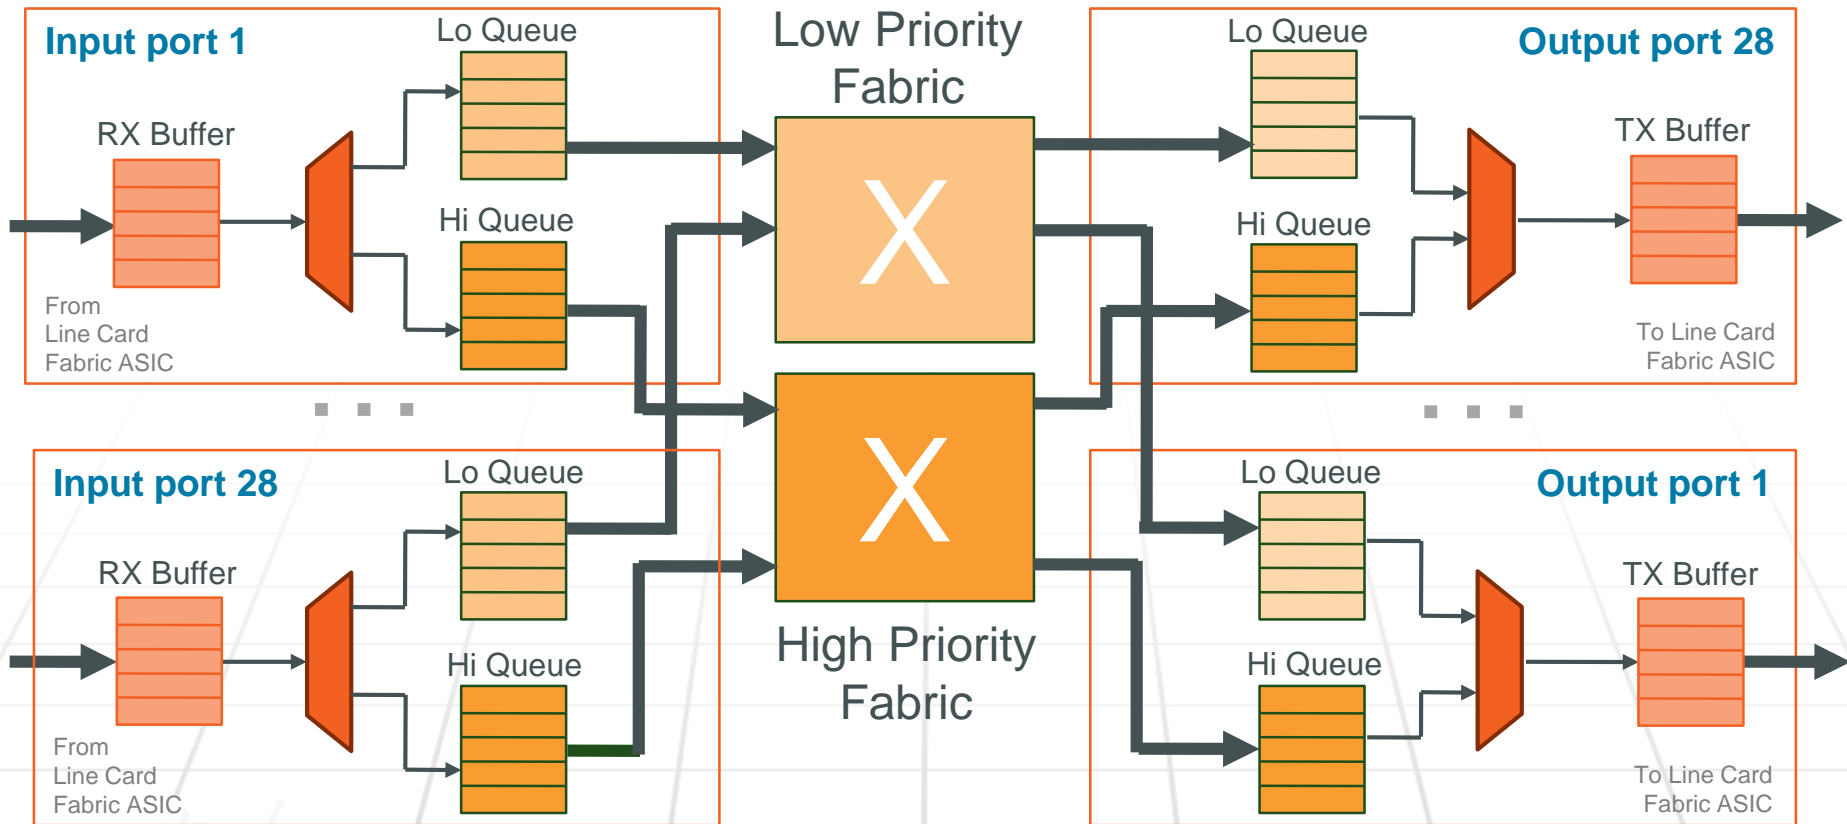 Input port 1
Lo Queue
RX Buffer
Hi Queue
From
Line Card
Fabric ASIC
Low Priority
Fabric
X
Lo Queue
Output port 28
TX Buffer
Hi Queue
To Line Card
Fabric ASIC
Input port 28
Lo Queue
RX Buffer
Hi Queue
From
Line Card
Fabric ASIC
X
High Priority
Fabric
Lo Queue
Output port 1
TX Buffer
Hi Queue
To Line Card
Fabric ASIC